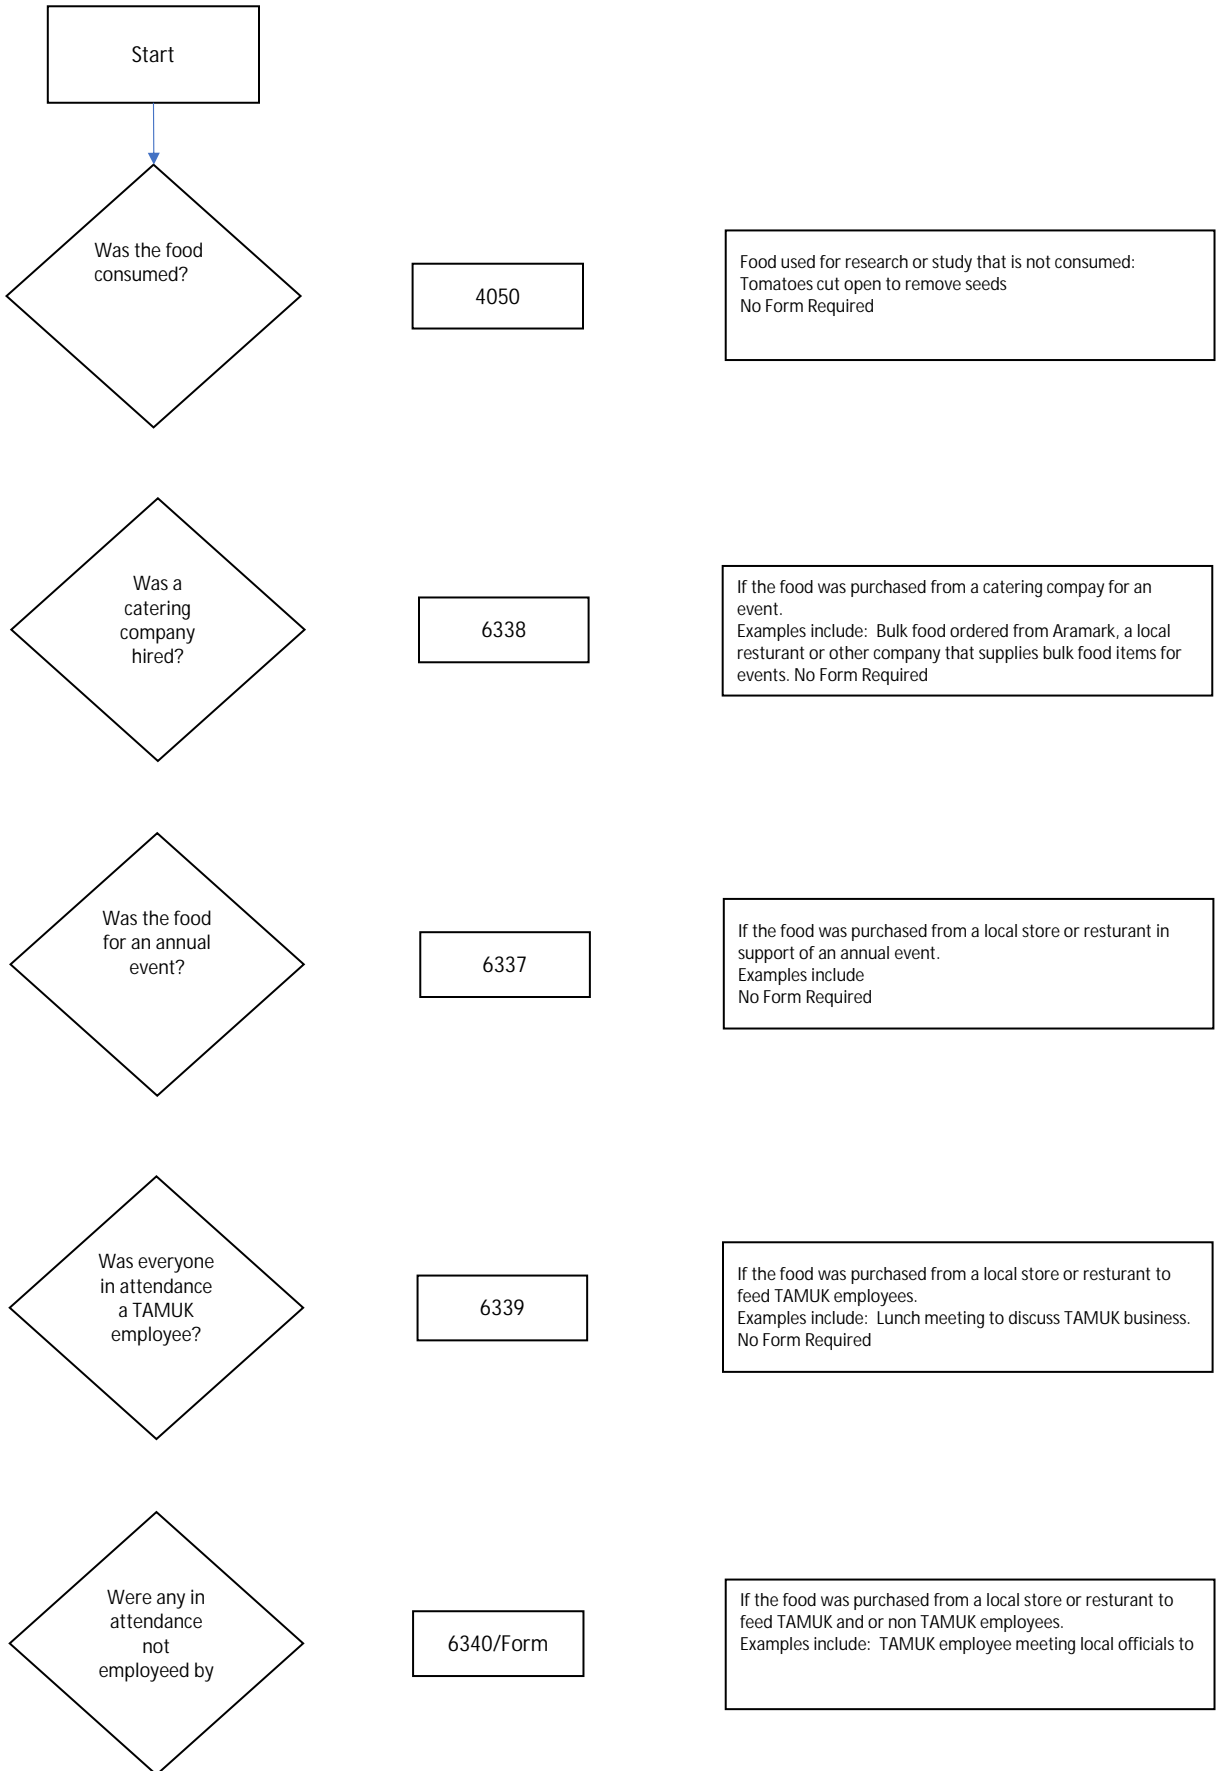 Start
Was the food
consumed?
4050
Food used for research or study that is not consumed:
Tomatoes cut open to remove seeds
No Form Required
Was a
catering
company
hired?
6338
If the food was purchased from a catering compay for an
event.
Examples include: Bulk food ordered from Aramark, a local
resturant or other company that supplies bulk food items for
events. No Form Required
Was the food
for an annual
event?
6337
If the food was purchased from a local store or resturant in
support of an annual event.
Examples include
No Form Required
Was everyone
in attendance
a TAMUK
employee?
6339
If the food was purchased from a local store or resturant to
feed TAMUK employees.
Examples include: Lunch meeting to discuss TAMUK business.
No Form Required
Were any in
attendance
not
employeed by
6340/Form
If the food was purchased from a local store or resturant to
feed TAMUK and or non TAMUK employees.
Examples include: TAMUK employee meeting local officials to